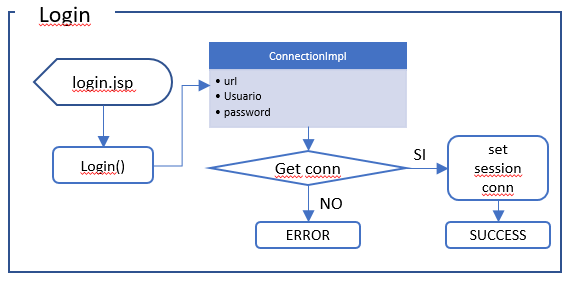 Login
login.jsp
Login()
ConnectionImpl
• url
• Usuario
• password
Get conn
SI
set
session
conn
NO
ERROR
SUCCESS